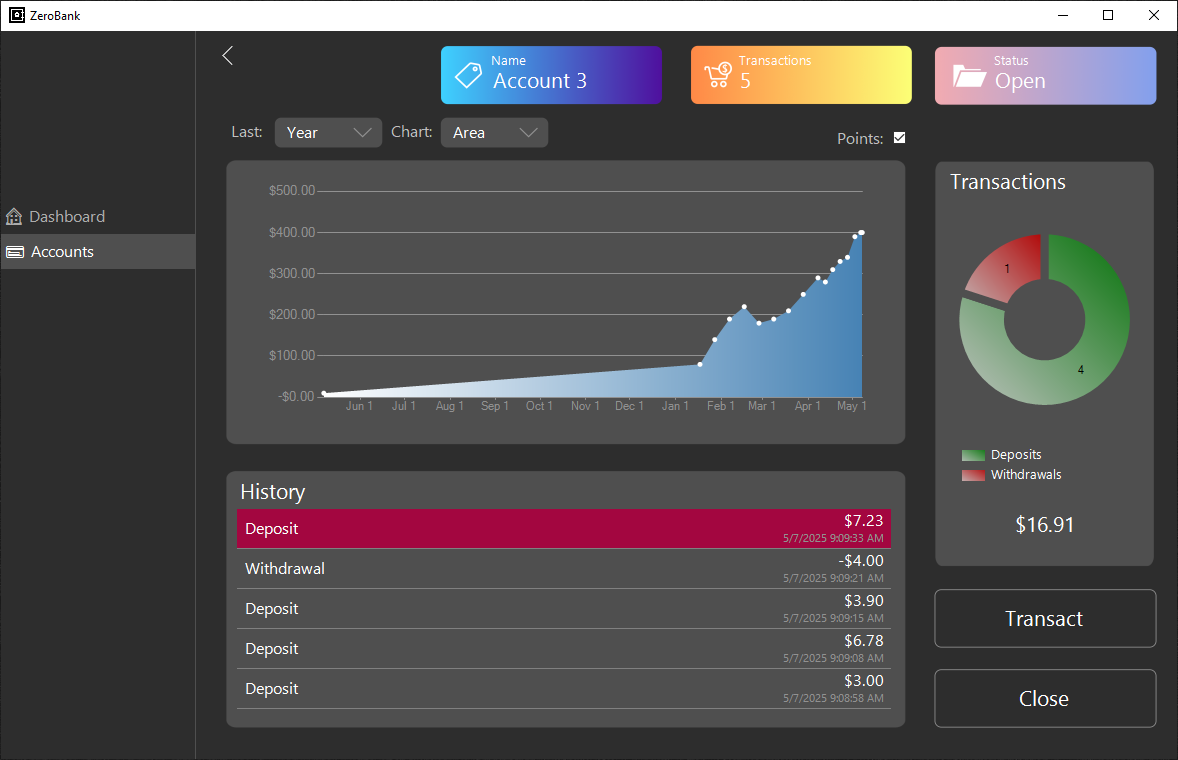 ZeroBank
Name
Account 3
Transactions
5
Status
Open
Last: Year Chart: Area
Points:
Dashboard
Accounts
$500.00
$400.00
$300.00
$200.00
$100.00
-$0.00
Jun 1 Jul 1 Aug 1 Sep 1 Oct 1 Nov 1 Dec 1 Jan 1 Feb 1 Mar 1 Apr 1 May 1
Transactions
1
4
Deposits
Withdrawals
$16.91
History
Deposit $7.23
5/7/2025 9:09:33 AM
Withdrawal -$4.00
5/7/2025 9:09:21 AM
Deposit $3.90
5/7/2025 9:09:15 AM
Deposit $6.78
5/7/2025 9:09:08 AM
Deposit $3.00
5/7/2025 9:08:58 AM
Transact
Close